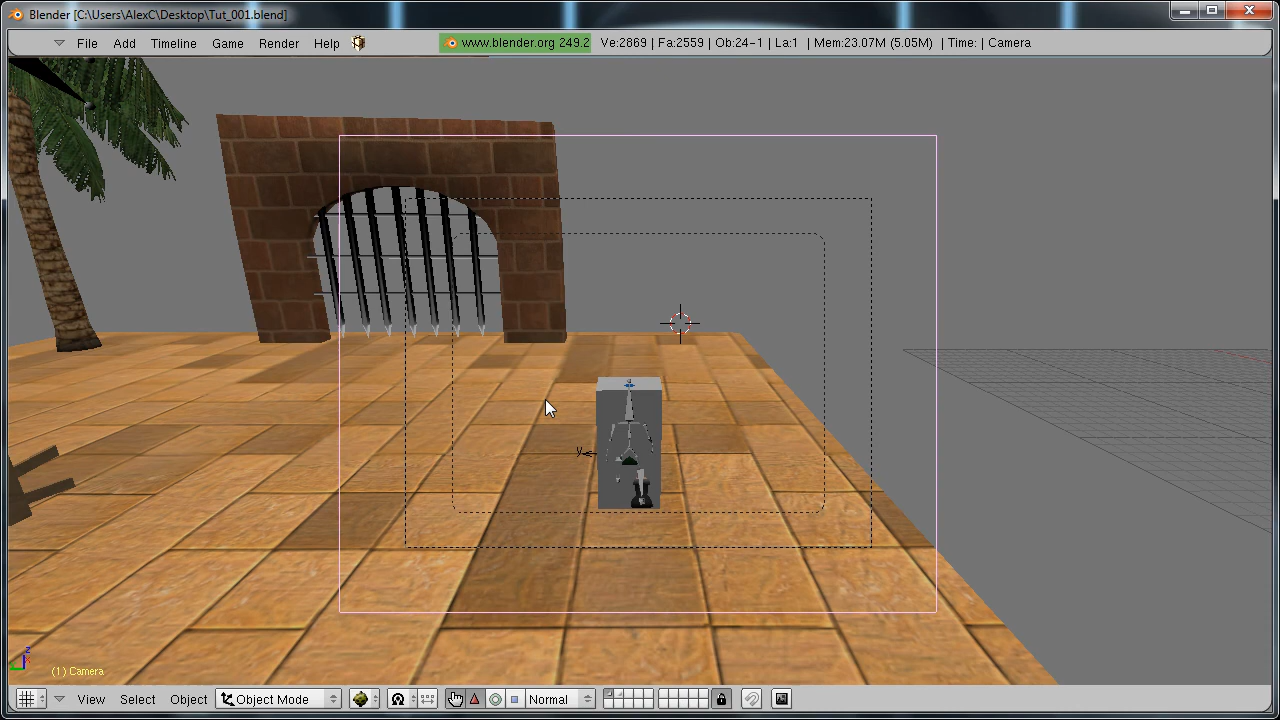 Blender [C:\Users\AlexC\Desktop\Tut_001.blend]
File Add Timeline Game Render Help www.blender.org 249.2 Ve:2869 | Fa:2559 | Ob:24-1 | La:1 | Mem:23.07M (5.05M) | Time: | Camera
y
z
(1) Camera
View Select Object Object Mode Normal